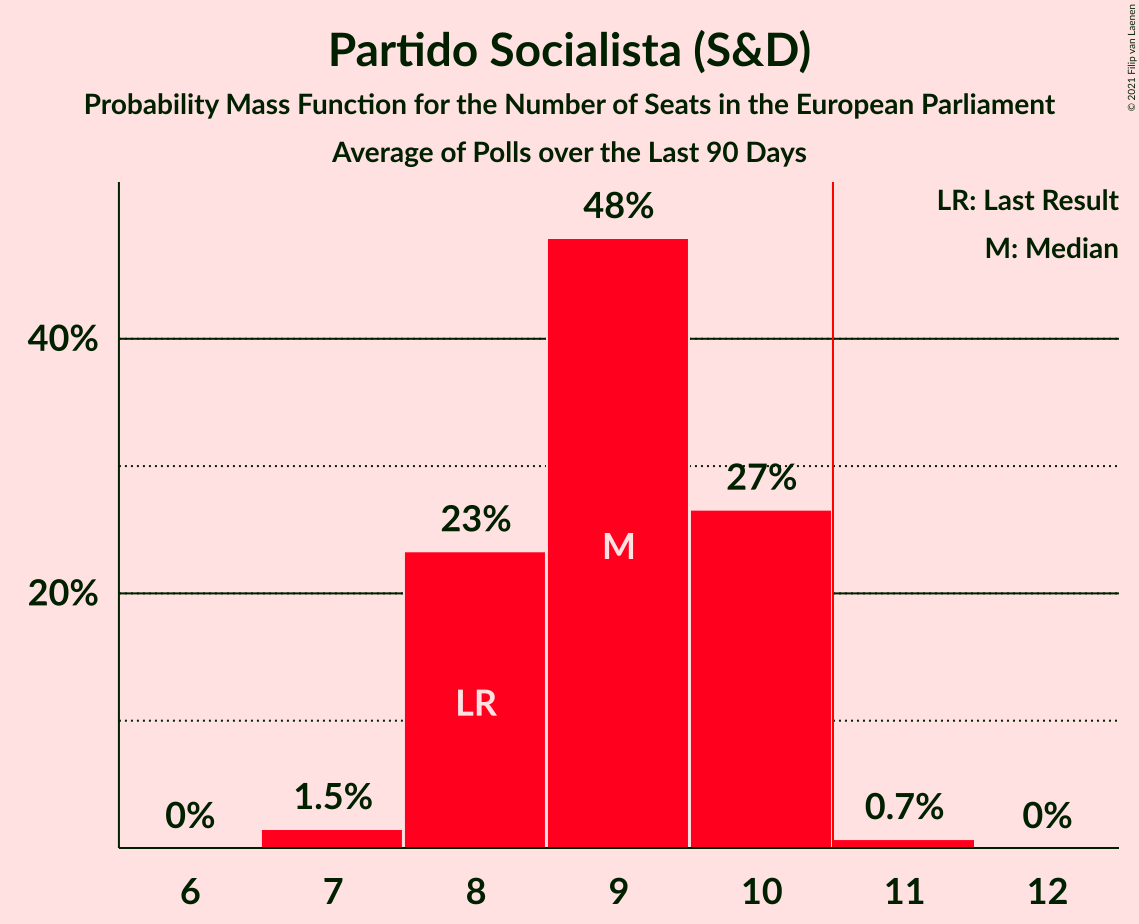 Partido Socialista (S&D)
Probability Mass Function for the Number of Seats in the European Parliament
Average of Polls over the Last 90 Days
© 2021 Filip van Laenen
LR: Last Result
M: Median
48%
40%
27%
23%
M
20%
LR
0%
1.5%
0.7%
0%
6 7 8 9 10 11 12